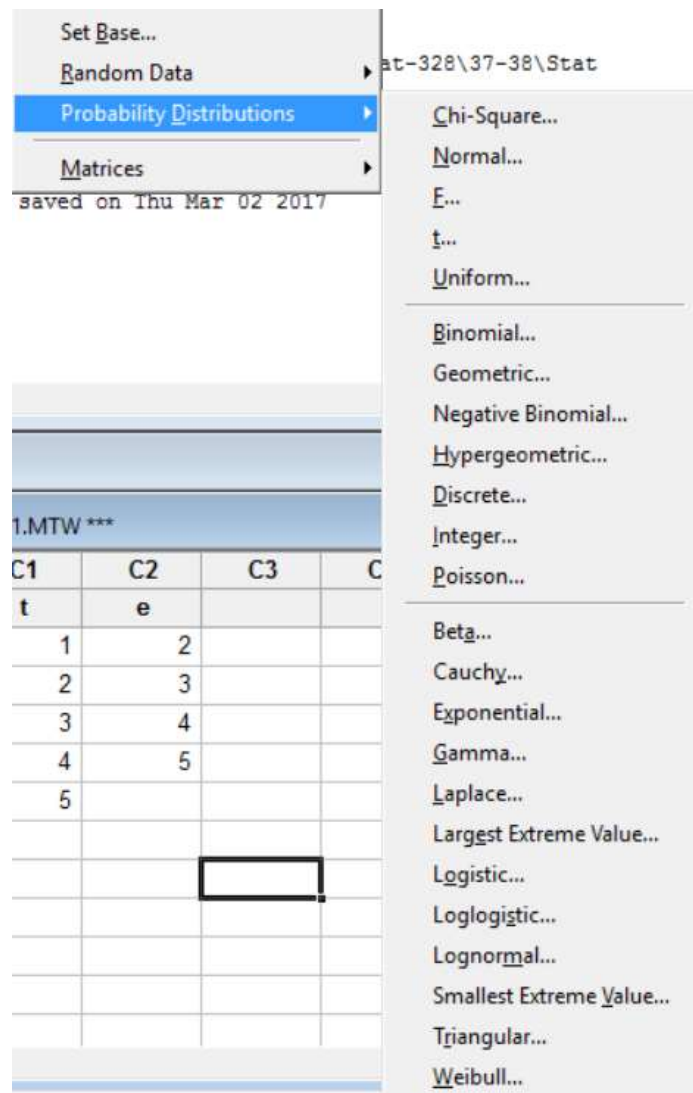 Set Base...
at-328\37-38\Stat
Random Data
Probability Distributions
Matrices
saved on Thu Mar 02 2017
Chi-Square...
Normal...
F...
t...
Uniform...
Binomial...
Geometric...
Negative Binomial...
Hypergeometric...
Discrete...
Integer...
Poisson...
Beta...
Cauchy...
Exponential...
Gamma...
Laplace...
Largest Extreme Value...
Logistic...
Loglogistic...
Lognormal...
Smallest Extreme Value...
Triangular...
Weibull...
1.MTW ***
C1 C2 C3 C
t e
1 2
2 3
3 4
4 5
5